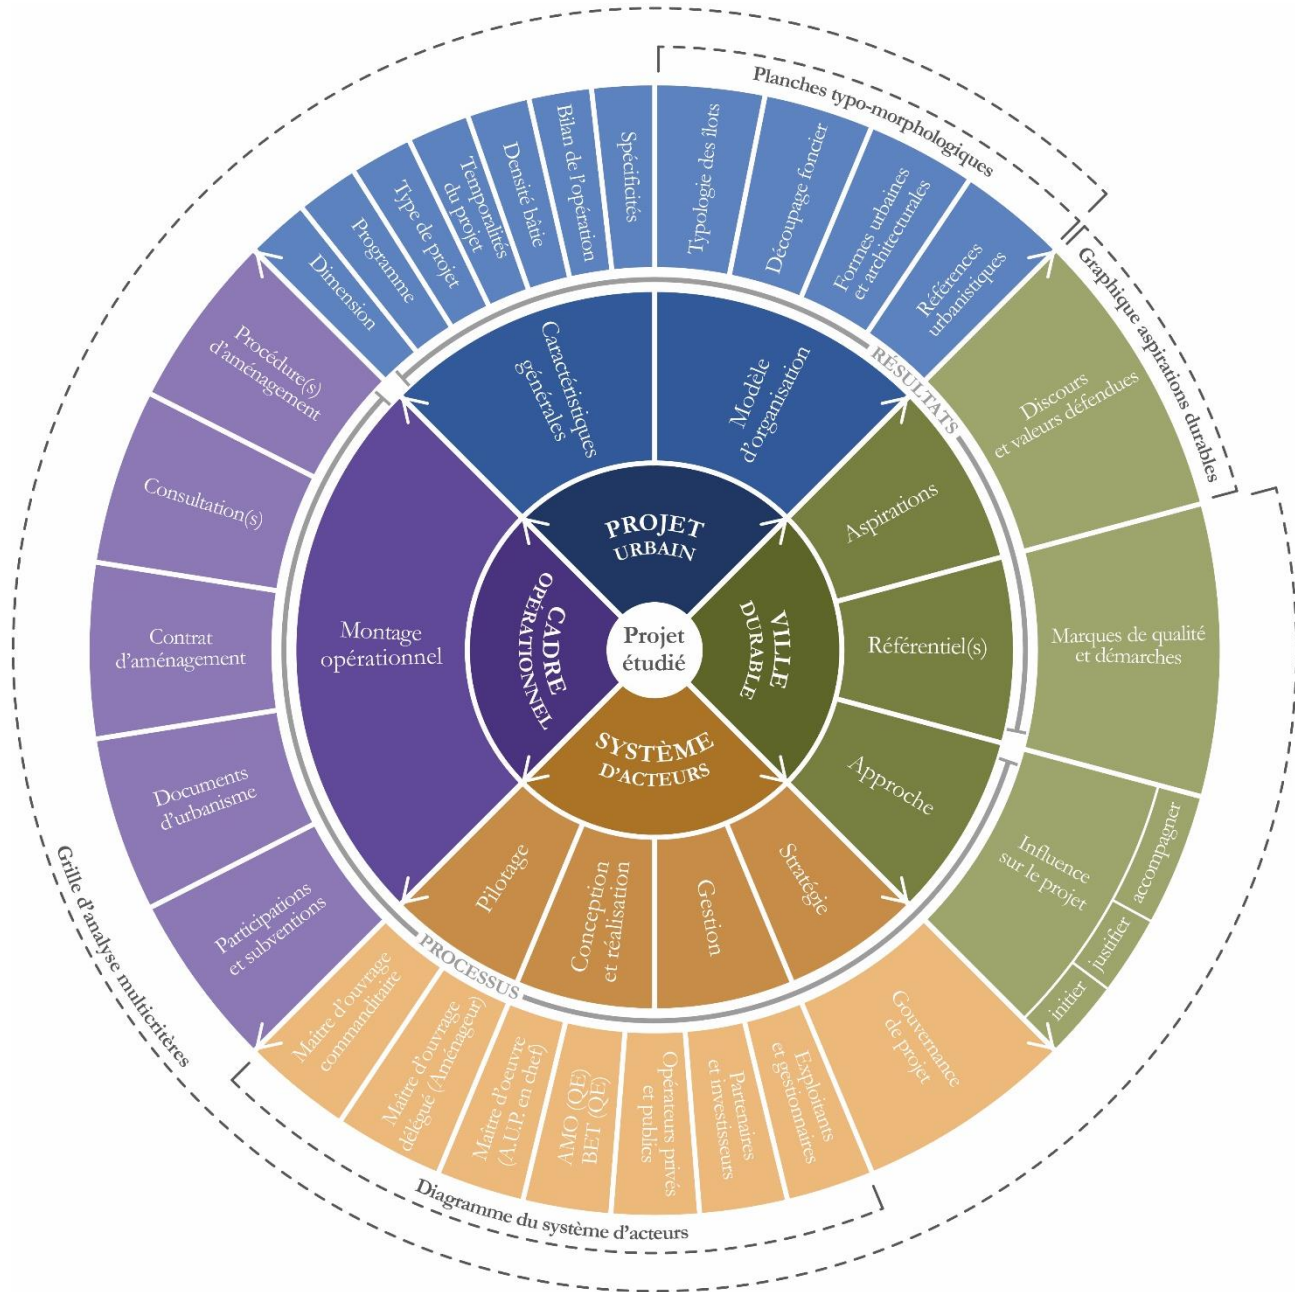 Projet
étudié
PROJET
URBAIN
VILLE
DURABLE
SYSTÈME
D'ACTEURS
CADRE
OPÉRATIONNEL
Caractéristiques
générales
Modèle
d'organisation
Aspirations
Référentiel(s)
Approche
Stratégie
Gestion
Conception
et réalisation
Pilotage
Montage
opérationnel
RÉSULTATS
PROCESSUS
Dimension
Programme
Type de projet
Temporalités
du projet
Densité bâtie
Bilan de l'opération
Spécificités
Typologie des îlots
Découpage foncier
Formes urbaines
et architecturales
Références
urbanistiques
Discours
et valeurs défendues
Marques de qualité
et démarches
Influence
sur le projet
accompagner
justifier
initier
Gouvernance
de projet
Exploitants
et gestionnaires
Partenaires
et investisseurs
Opérateurs privés
et publics
AMO (QE)
BET (QE)
Maître d'oeuvre
(A.U.P. en chef)
Maître d'ouvrage
délégué (Aménageur)
Maître d'ouvrage
commanditaire
Participations
et subventions
Documents
d'urbanisme
Contrat
d'aménagement
Consultation(s)
Procédure(s)
d'aménagement
Planches typo-morphologiques
Graphique aspirations durables
Diagramme du système d'acteurs
Grille d'analyse multicritères